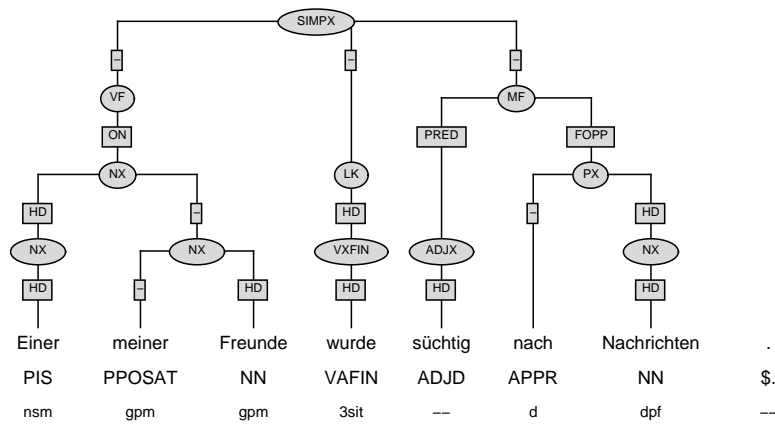 SIMPX
– – –
VF MF
ON PRED FOPP
NX LK PX
HD – HD – HD
NX NX VXFIN ADJX NX
HD – HD HD HD HD
Einer meiner Freunde wurde süchtig nach Nachrichten .
PIS PPOSAT NN VAFIN ADJD APPR NN $.
nsm gpm gpm 3sit –– d dpf ––